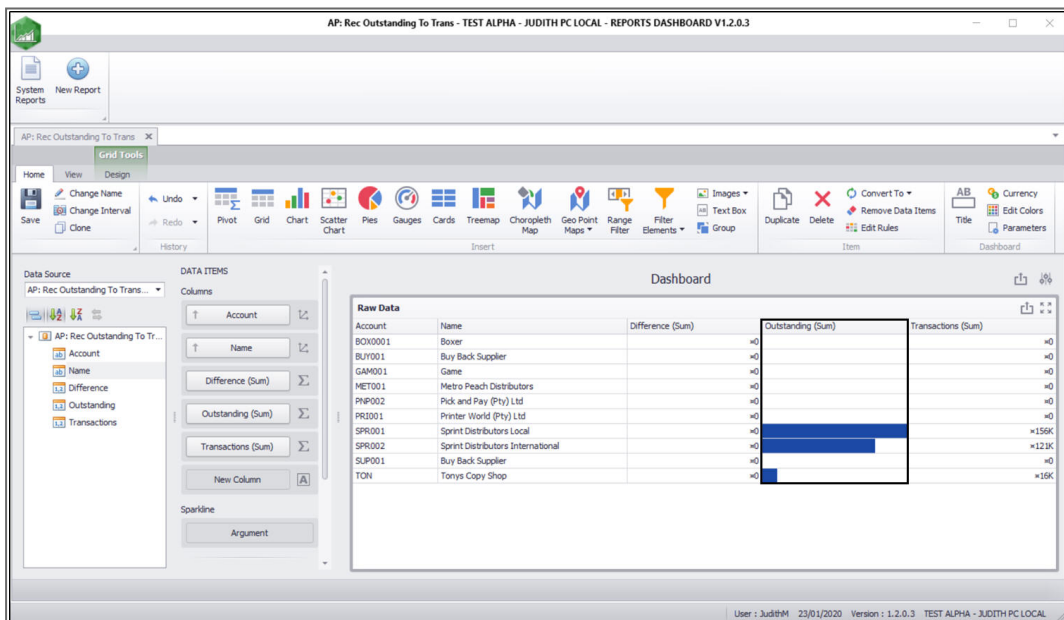 AP: Rec Outstanding To Trans - TEST ALPHA - JUDITH PC LOCAL - REPORTS DASHBOARD V1.2.0.3
System Reports
New Report
AP: Rec Outstanding To Trans
Grid Tools
Home View Design
Save
Change Name
Change Interval
Clone
Undo
Redo
History
Pivot
Grid
Chart
Scatter Chart
Pies
Gauges
Cards
Treemap
Choropleth Map
Geo Point Maps
Range Filter
Filter Elements
Images
Text Box
Group
Insert
Duplicate
Delete
Convert To
Remove Data Items
Edit Rules
Item
AB
Title
Currency
Edit Colors
Parameters
Dashboard
Data Source
AP: Rec Outstanding To Trans...
AP: Rec Outstanding To Tr...
Account
Name
Difference
Outstanding
Transactions
DATA ITEMS
Columns
Account
Name
Difference (Sum)
Outstanding (Sum)
Transactions (Sum)
New Column
Sparkline
Argument
Dashboard
Raw Data
Account Name Difference (Sum) Outstanding (Sum) Transactions (Sum)
BOX0001 Boxer ¤0 ¤0
BUY001 Buy Back Supplier ¤0 ¤0
GAM001 Game ¤0 ¤0
MET001 Metro Peach Distributors ¤0 ¤0
PNP002 Pick and Pay (Pty) Ltd ¤0 ¤0
PRI001 Printer World (Pty) Ltd ¤0 ¤0
SPR001 Sprint Distributors Local ¤0 ¤156K
SPR002 Sprint Distributors International ¤0 ¤121K
SUP001 Buy Back Supplier ¤0 ¤0
TON Tonys Copy Shop ¤0 ¤16K
User : JudithM 23/01/2020 Version : 1.2.0.3 TEST ALPHA - JUDITH PC LOCAL